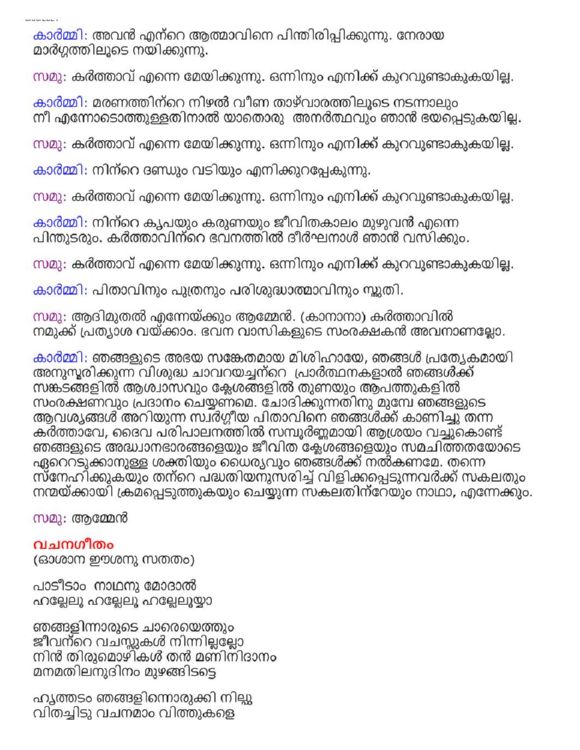 കാർമ്മി: അവൻ എന്റെ ആത്മാവിനെ പിന്തിരിപ്പിക്കുന്നു. നേരായ
മാർഗ്ഗത്തിലൂടെ നയിക്കുന്നു.
സമു: കർത്താവ് എന്നെ മേയിക്കുന്നു. ഒന്നിനും എനിക്ക് കുറവുണ്ടാകുകയില്ല.
കാർമ്മി: മരണത്തിന്റെ നിഴൽ വീണ താഴ്‌വാരത്തിലൂടെ നടന്നാലും
നീ എന്നോടൊത്തുള്ളതിനാൽ യാതൊരു അനർത്ഥവും ഞാൻ ഭയപ്പെടുകയില്ല.
സമു: കർത്താവ് എന്നെ മേയിക്കുന്നു. ഒന്നിനും എനിക്ക് കുറവുണ്ടാകുകയില്ല.
കാർമ്മി: നിന്റെ ദണ്ഡും വടിയും എനിക്കുറപ്പേകുന്നു.
സമു: കർത്താവ് എന്നെ മേയിക്കുന്നു. ഒന്നിനും എനിക്ക് കുറവുണ്ടാകുകയില്ല.
കാർമ്മി: നിന്റെ കൃപയും കരുണയും ജീവിതകാലം മുഴുവൻ എന്നെ
പിന്തുടരും. കർത്താവിന്റെ ഭവനത്തിൽ ദീർഘനാൾ ഞാൻ വസിക്കും.
സമു: കർത്താവ് എന്നെ മേയിക്കുന്നു. ഒന്നിനും എനിക്ക് കുറവുണ്ടാകുകയില്ല.
കാർമ്മി: പിതാവിനും പുത്രനും പരിശുദ്ധാത്മാവിനും സ്തുതി.
സമു: ആദിമുതൽ എന്നേയ്ക്കും ആമ്മേൻ. (കാനാനാ) കർത്താവിൽ
നമുക്ക് പ്രത്യാശ വയ്ക്കാം. ഭവന വാസികളുടെ സംരക്ഷകൻ അവനാണല്ലോ.
കാർമ്മി: ഞങ്ങളുടെ അഭയ സങ്കേതമായ മിശിഹായേ, ഞങ്ങൾ പ്രത്യേകമായി
അനുസ്മരിക്കുന്ന വിശുദ്ധ ചാവറയച്ചന്റെ പ്രാർത്ഥനകളാൽ ഞങ്ങൾക്ക്
സങ്കടങ്ങളിൽ ആശ്വാസവും ക്ലേശങ്ങളിൽ തുണയും ആപത്തുകളിൽ
സംരക്ഷണവും പ്രദാനം ചെയ്യണമെ. ചോദിക്കുന്നതിനു മുമ്പേ ഞങ്ങളുടെ
ആവശ്യങ്ങൾ അറിയുന്ന സ്വർഗ്ഗീയ പിതാവിനെ ഞങ്ങൾക്ക് കാണിച്ചു തന്ന
കർത്താവേ, ദൈവ പരിപാലനത്തിൽ സമ്പൂർണ്ണമായി ആശ്രയം വച്ചുകൊണ്ട്
ഞങ്ങളുടെ അദ്ധ്വാനഭാരങ്ങളെയും ജീവിത ക്ലേശങ്ങളെയും സമചിത്തതയോടെ
ഏറെറടുക്കാനുള്ള ശക്തിയും ധൈര്യവും ഞങ്ങൾക്ക് നൽകണമേ. തന്നെ
സ്നേഹിക്കുകയും തന്റെ പദ്ധതിയനുസരിച്ച് വിളിക്കപ്പെടുന്നവർക്ക് സകലതും
നന്മയ്ക്കായി ക്രമപ്പെടുത്തുകയും ചെയ്യുന്ന സകലതിന്റേയും നാഥാ, എന്നേക്കും.
സമു: ആമ്മേൻ
വചനഗീതം
(ഓശാന ഈശനു സതതം)
പാടീടാം നാഥനു മോദാൽ
ഹല്ലേലൂ ഹല്ലേലൂ ഹല്ലേലൂയ്യാ
ഞങ്ങളിന്നാരുടെ ചാരെയെത്തും
ജീവന്റെ വചസ്സുകൾ നിന്നില്ലല്ലോ
നിൻ തിരുമൊഴികൾ തൻ മണിനിദാനം
മനമതിലനുദിനം മുഴങ്ങിടട്ടെ
ഹൃത്തടം ഞങ്ങളിന്നൊരുക്കി നില്പൂ
വിതച്ചിടു വചനമാം വിത്തുകളെ